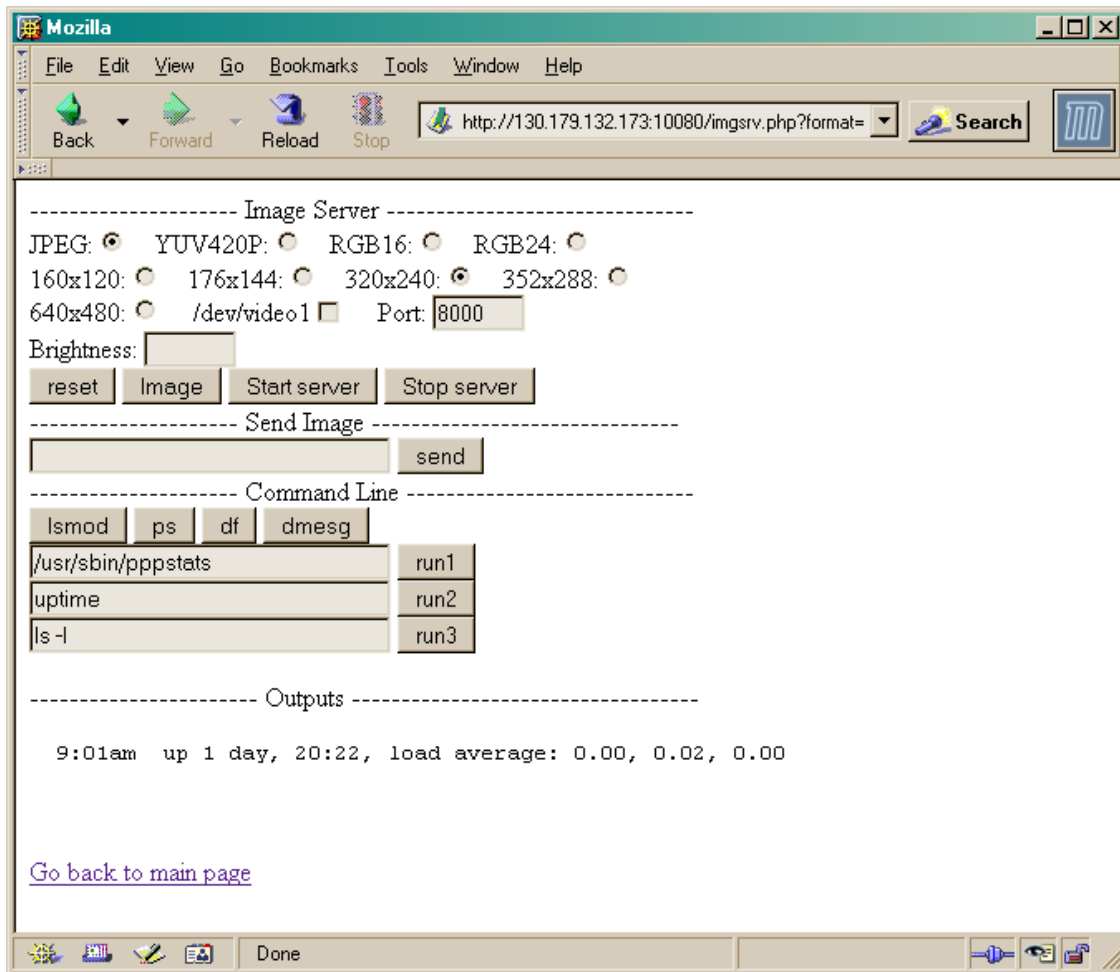 Mozilla
File Edit View Go Bookmarks Tools Window Help
Back Forward Reload Stop http://130.179.132.173:10080/imgsrv.php?format= Search
--------------------- Image Server -------------------------------
JPEG: YUV420P: RGB16: RGB24:
160x120: 176x144: 320x240: 352x288:
640x480: /dev/video1 Port: 8000
Brightness:
reset Image Start server Stop server
--------------------- Send Image -------------------------------
send
--------------------- Command Line -----------------------------
lsmod ps df dmesg
/usr/sbin/pppstats run1
uptime run2
ls -l run3
----------------------- Outputs -----------------------------------
9:01am up 1 day, 20:22, load average: 0.00, 0.02, 0.00
Go back to main page
Done